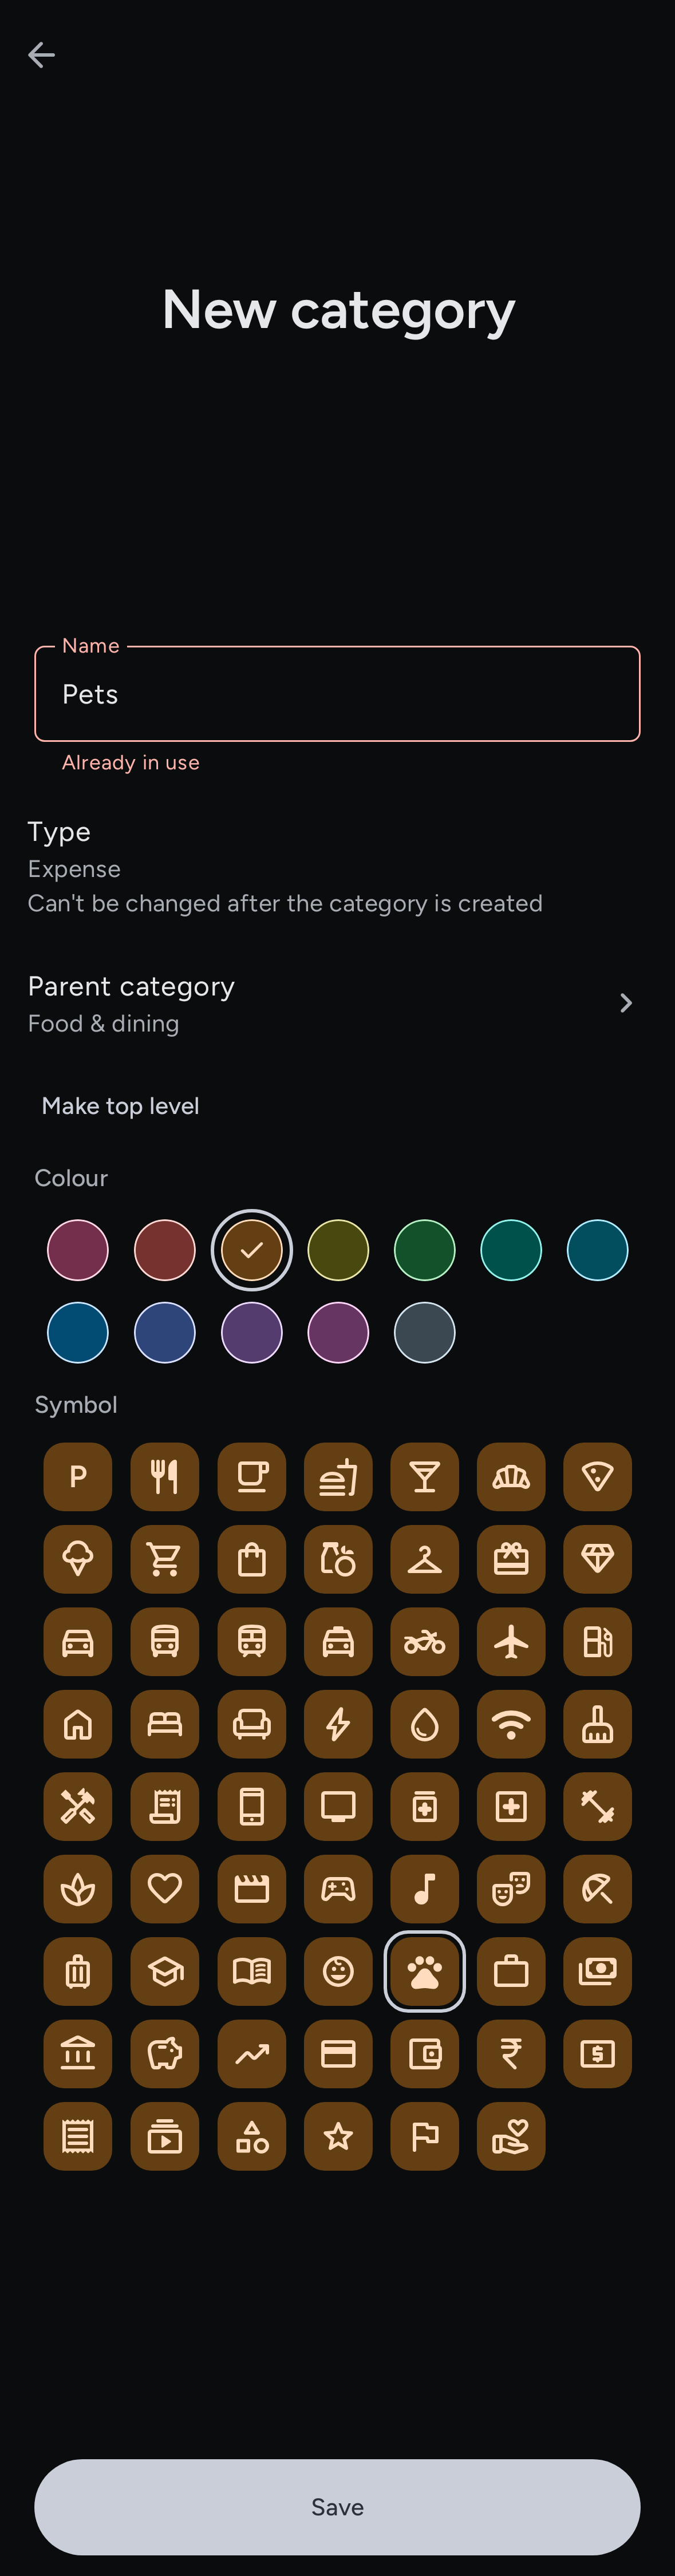 New category
Name
Pets
Already in use
Type
Expense
Can't be changed after the category is created
Parent category
Food & dining
Make top level
Colour
Symbol
P
Save